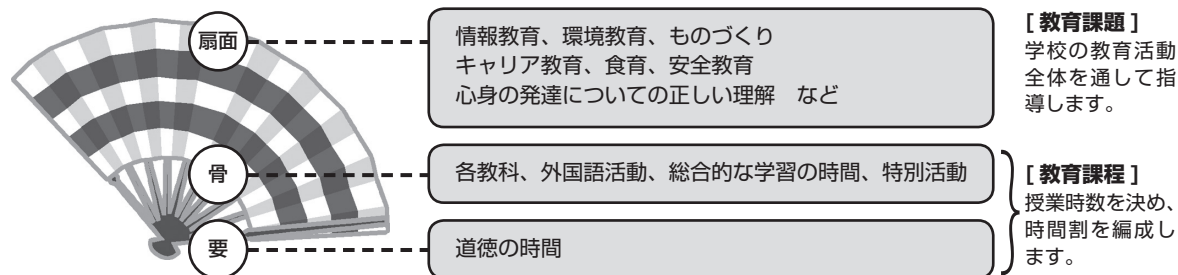 扇面
情報教育、環境教育、ものづくり
キャリア教育、食育、安全教育
心身の発達についての正しい理解　など
[ 教育課題 ]
学校の教育活動
全体を通して指
導します。
骨
各教科、外国語活動、総合的な学習の時間、特別活動
要
道徳の時間
[ 教育課程 ]
授業時数を決め、
時間割を編成し
ます。